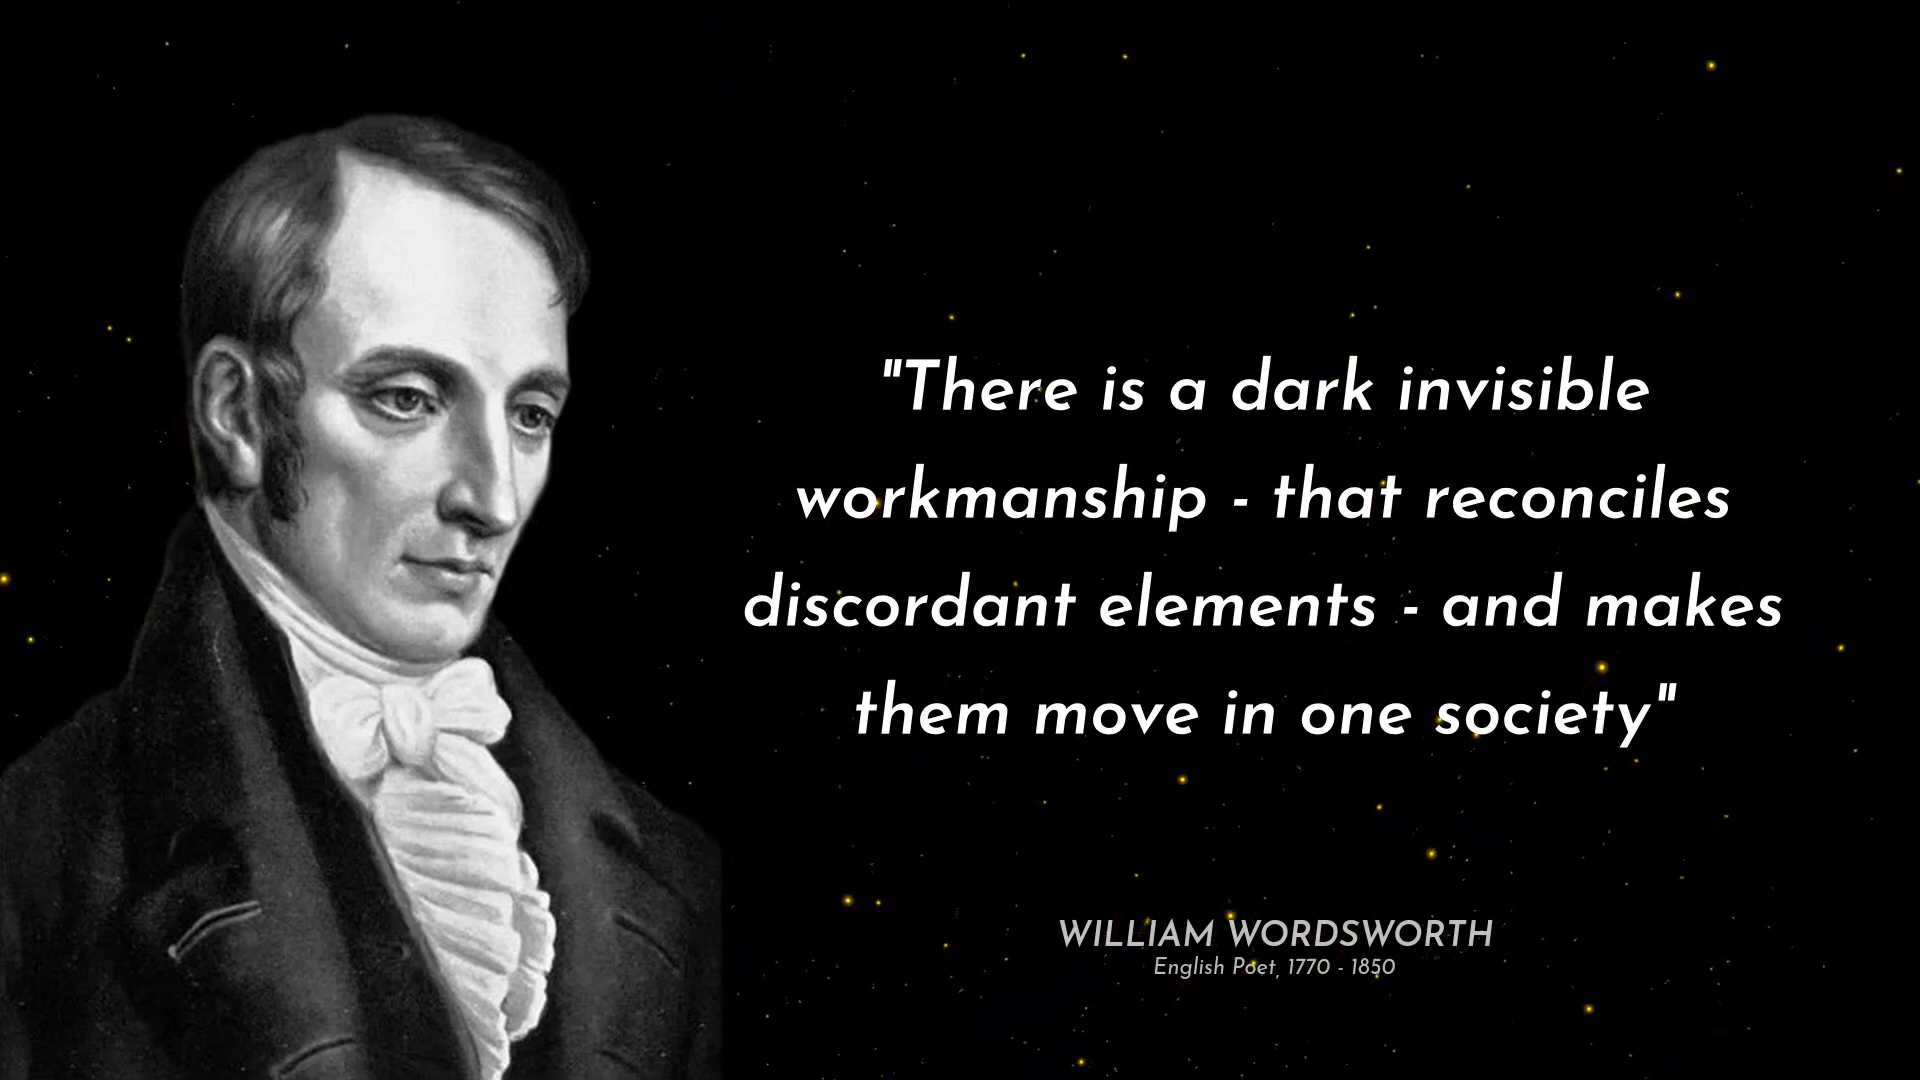 "There is a dark invisible
workmanship - that reconciles
discordant elements - and makes
them move in one society"
WILLIAM WORDSWORTH
English Poet, 1770 - 1850